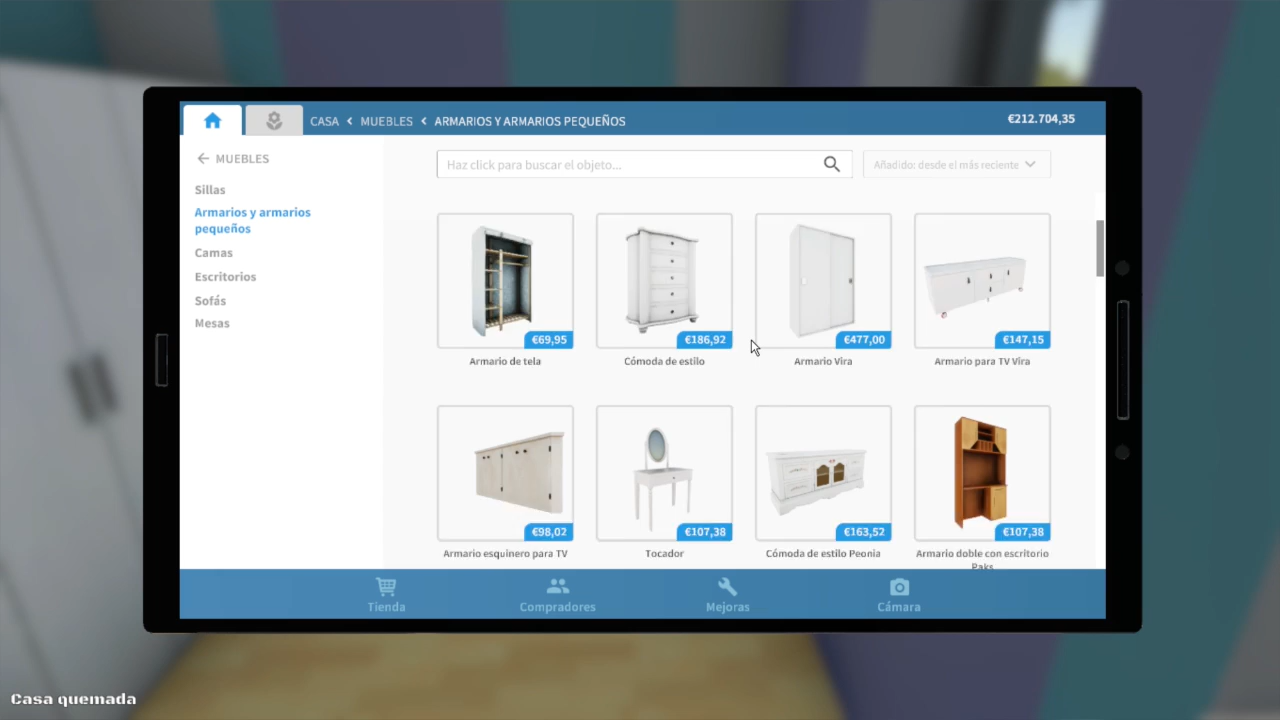 CASA < MUEBLES < ARMARIOS Y ARMARIOS PEQUEÑOS
€212.704,35
MUEBLES
Haz click para buscar el objeto...
Añadido: desde el más reciente
Sillas
Armarios y armarios
pequeños
Camas
Escritorios
Sofás
Mesas
€69,95
€186,92
€477,00
€147,15
Armario de tela
Cómoda de estilo
Armario Vira
Armario para TV Vira
€98,02
€107,38
€163,52
€107,38
Armario esquinero para TV
Tocador
Cómoda de estilo Peonia
Armario doble con escritorio
Paks
Tienda
Compradores
Mejoras
Cámara
Casa quemada